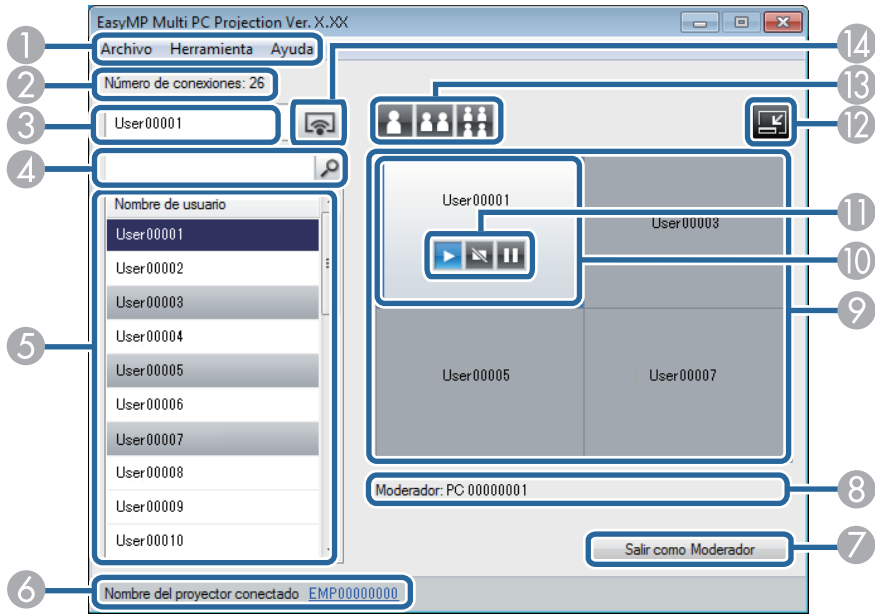 EasyMP Multi PC Projection Ver. X.XX
Archivo Herramienta Ayuda
1
14
2
Número de conexiones: 26
13
3
User00001
12
4
5
Nombre de usuario
User00001
User00002
User00003
User00004
User00005
User00006
User00007
User00008
User00009
User00010
User00001
User00003
11
10
9
User00005
User00007
Moderador: PC 00000001
8
Salir como Moderador
7
6
Nombre del proyector conectado EMP00000000